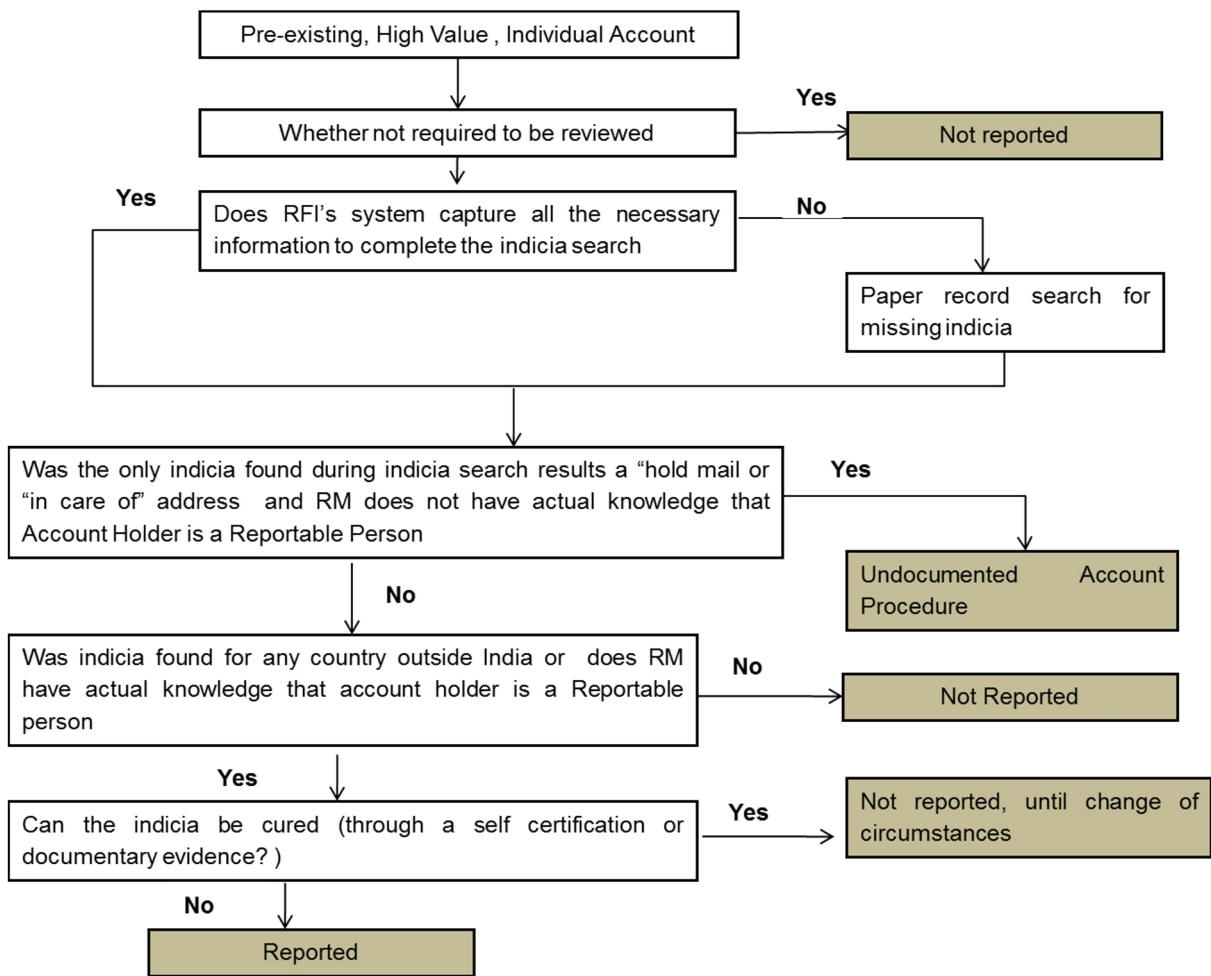 Pre-existing, High Value , Individual Account
Yes
Whether not required to be reviewed
Not reported
Yes
No
Does RFI's system capture all the necessary
information to complete the indicia search
Paper record search for
missing indicia
Was the only indicia found during indicia search results a “hold mail or
“in care of” address and RM does not have actual knowledge that
Account Holder is a Reportable Person
Yes
Undocumented Account
Procedure
No
Was indicia found for any country outside India or does RM
have actual knowledge that account holder is a Reportable
person
No
Not Reported
Yes
Can the indicia be cured (through a self certification or
documentary evidence? )
Yes
Not reported, until change of
circumstances
No
Reported